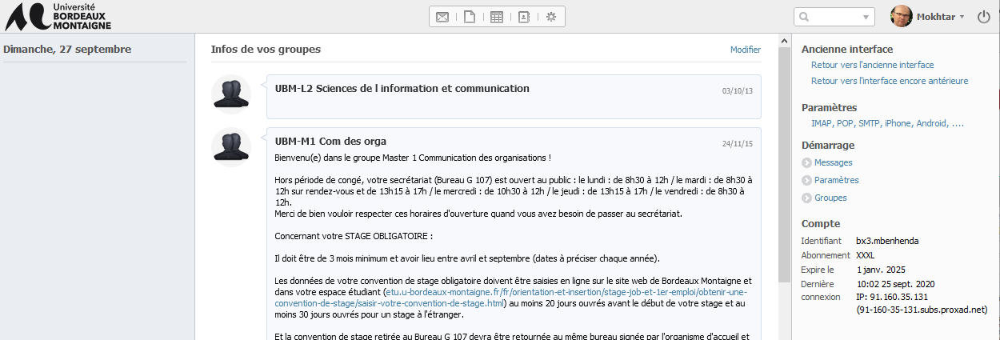 Université
BORDEAUX
MONTAIGNE
Mokhtar
Dimanche, 27 septembre
Infos de vos groupes
Modifier
UBM-L2 Sciences de l information et communication
03/10/13
UBM-M1 Com des orga
24/11/15
Bienvenu(e) dans le groupe Master 1 Communication des organisations !
Hors période de congé, votre secrétariat (Bureau G 107) est ouvert au public : le lundi : de 8h30 à 12h / le mardi : de 8h30 à
12h sur rendez-vous et de 13h15 à 17h / le mercredi : de 10h30 à 12h / le jeudi : de 13h15 à 17h / le vendredi : de 8h30 à
12h.
Merci de bien vouloir respecter ces horaires d'ouverture quand vous avez besoin de passer au secrétariat.
Concernant votre STAGE OBLIGATOIRE :
Il doit être de 3 mois minimum et avoir lieu entre avril et septembre (dates à préciser chaque année).
Les données de votre convention de stage obligatoire doivent être saisies en ligne sur le site web de Bordeaux Montaigne et
dans votre espace étudiant (etu.u-bordeaux-montaigne.fr/fr/orientation-et-insertion/stage-job-et-1er-emploi/obtenir-une-
convention-de-stage/saisir-votre-convention-de-stage.html) au moins 20 jours ouvrés avant le début de votre stage et au
moins 30 jours ouvrés pour un stage à l'étranger.
Et la convention de stage retirée au Bureau G 107 devra être retournée au même bureau signée par l'organisme d'accueil et
Ancienne interface
Retour vers l'ancienne interface
Retour vers l'interface encore antérieure
Paramètres
IMAP, POP, SMTP, iPhone, Android, ....
Démarrage
Messages
Paramètres
Groupes
Compte
Identifiant bx3.mbenhenda
Abonnement XXXL
Expire le 1 janv. 2025
Dernière 10:02 25 sept. 2020
connexion IP: 91.160.35.131
(91-160-35-131.subs.proxad.net)